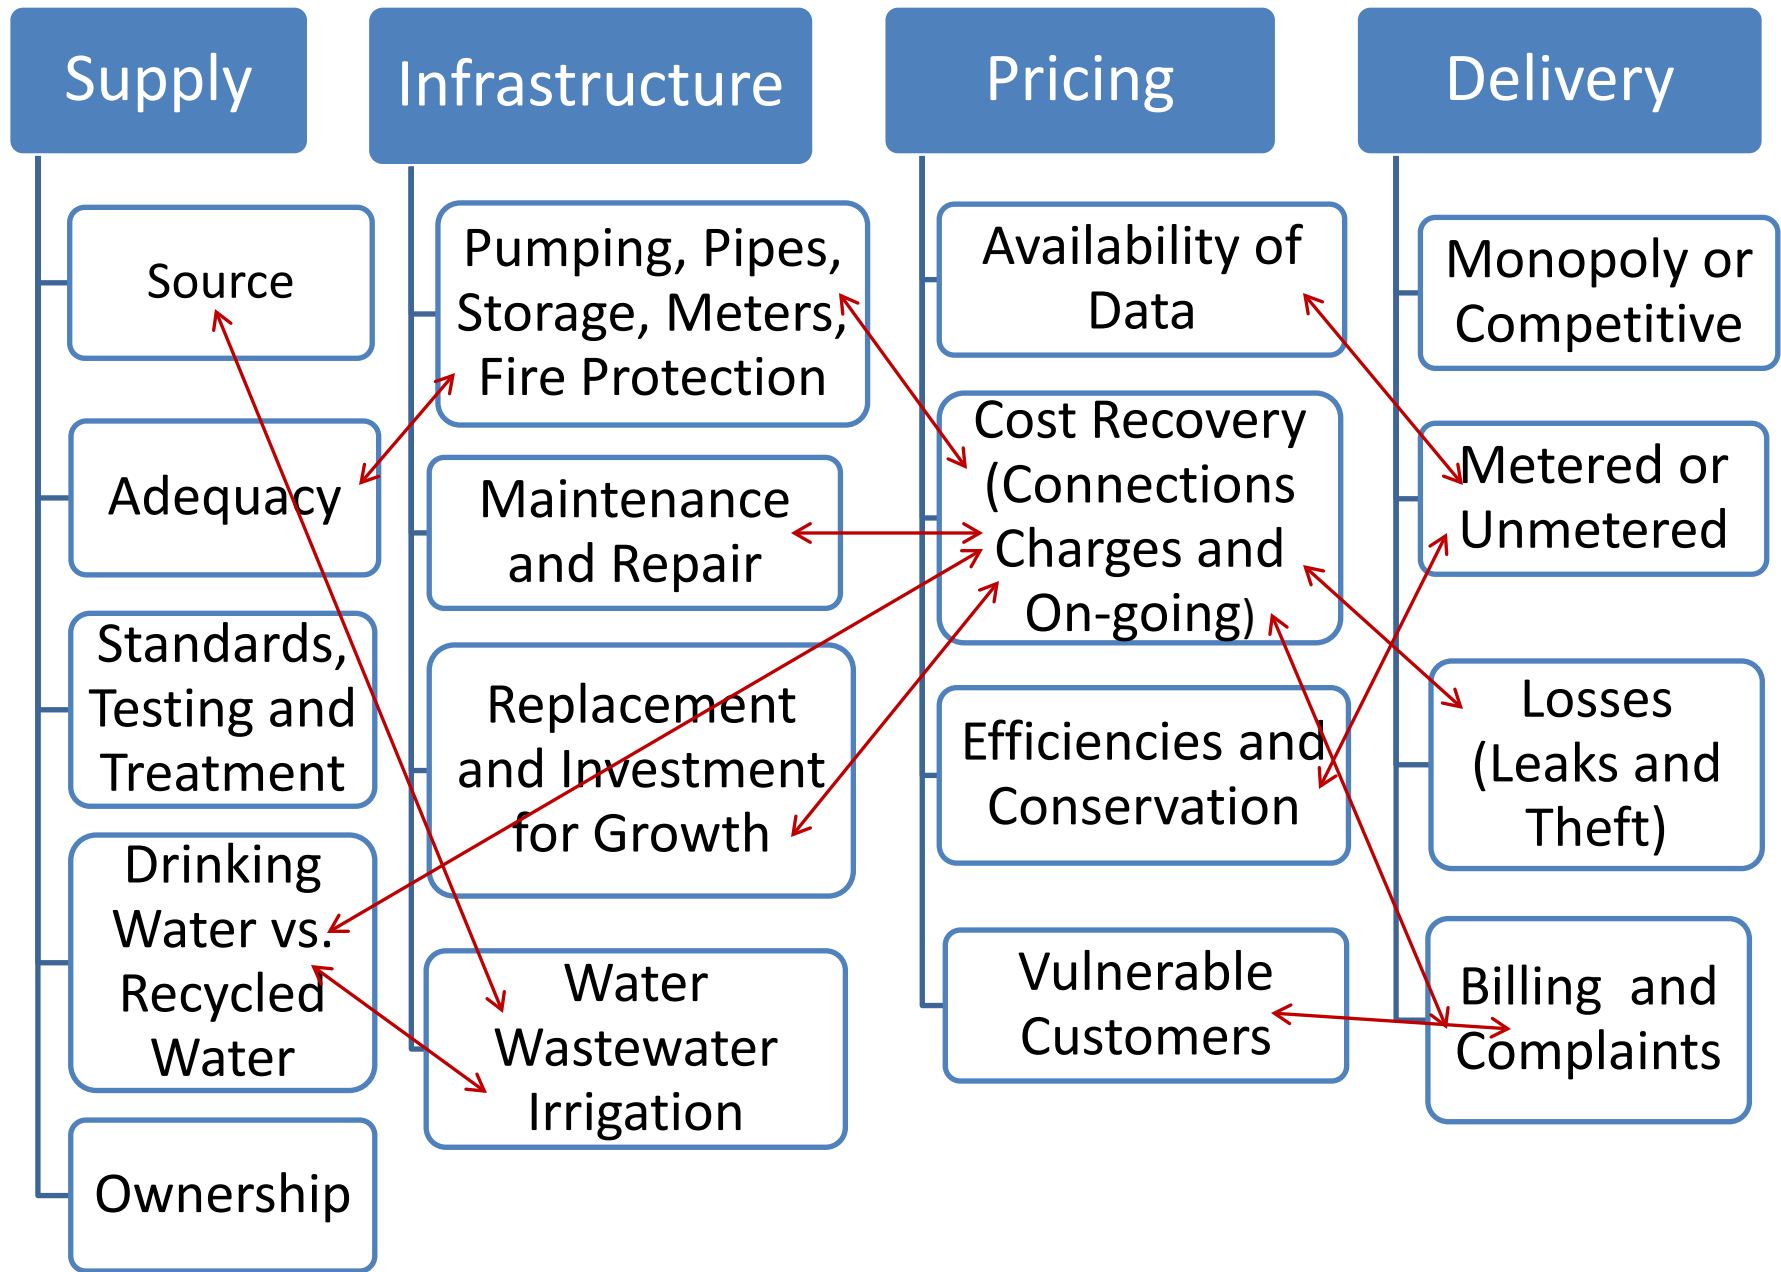 Supply
Source
Adequacy
Standards,
Testing and
Treatment
Drinking
Water vs.
Recycled
Water
Ownership
Infrastructure
Pumping, Pipes,
Storage, Meters,
Fire Protection
Maintenance
and Repair
Replacement
and Investment
for Growth
Water
Wastewater
Irrigation
Pricing
Availability of
Data
Cost Recovery
(Connections
Charges and
On-going)
Efficiencies and
Conservation
Vulnerable
Customers
Delivery
Monopoly or
Competitive
Metered or
Unmetered
Losses
(Leaks and
Theft)
Billing  and
Complaints